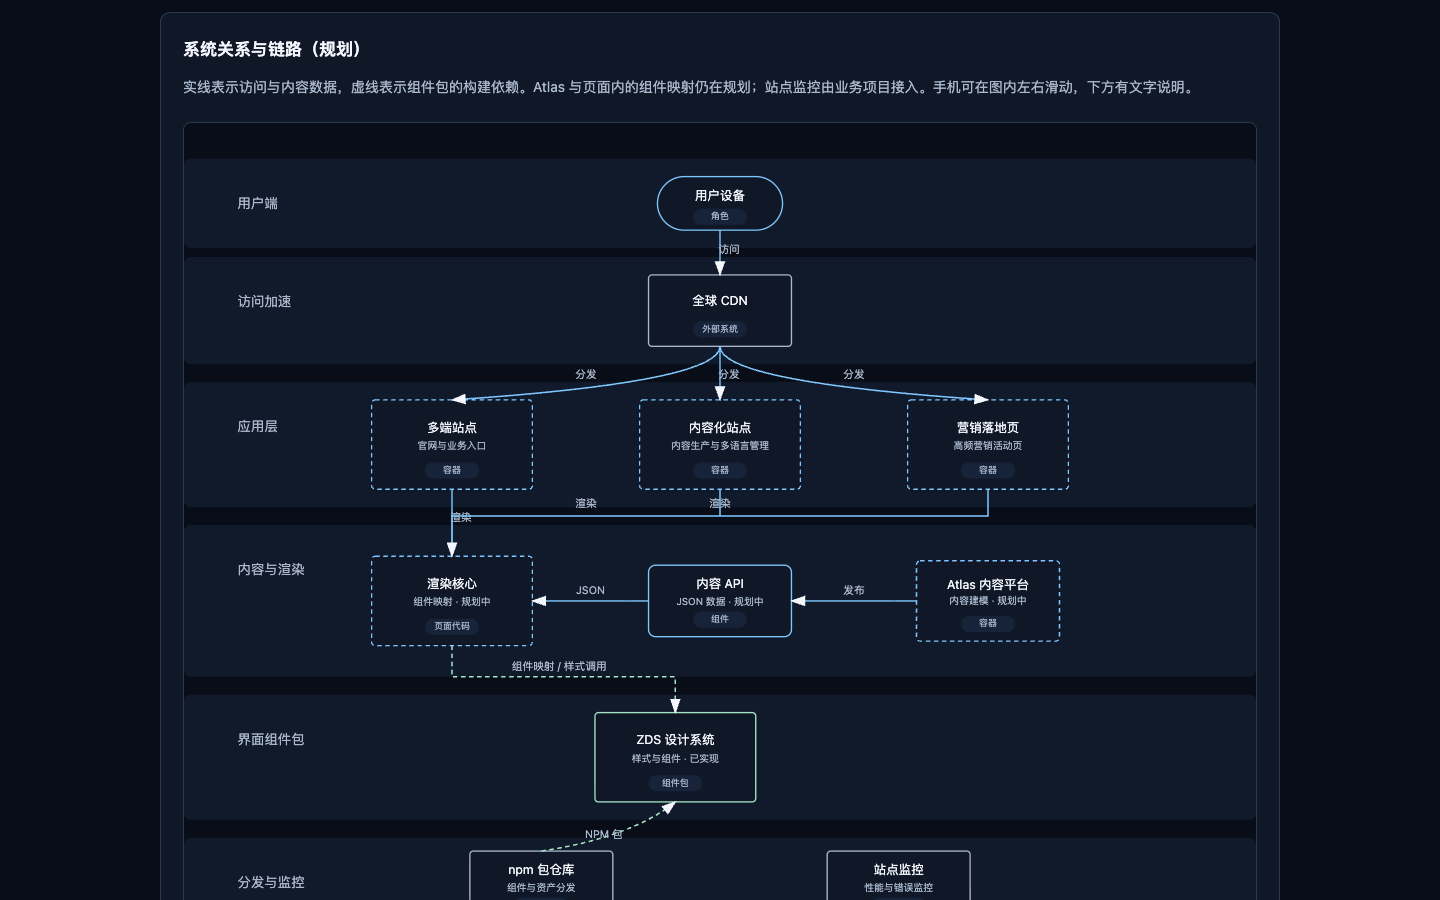 系统关系与链路（规划）
实线表示访问与内容数据，虚线表示组件包的构建依赖。Atlas 与页面内的组件映射仍在规划；站点监控由业务项目接入。手机可在图内左右滑动，下方有文字说明。
用户端
用户设备
角色
访问
访问加速
全球 CDN
外部系统
分发
分发
分发
应用层
多端站点
官网与业务入口
容器
内容化站点
内容生产与多语言管理
容器
营销落地页
高频营销活动页
容器
渲染
渲染
渲染
内容与渲染
渲染核心
组件映射 · 规划中
页面代码
JSON
内容 API
JSON 数据 · 规划中
组件
发布
Atlas 内容平台
内容建模 · 规划中
容器
组件映射 / 样式调用
界面组件包
ZDS 设计系统
样式与组件 · 已实现
组件包
NPM 包
分发与监控
npm 包仓库
组件与资产分发
站点监控
性能与错误监控